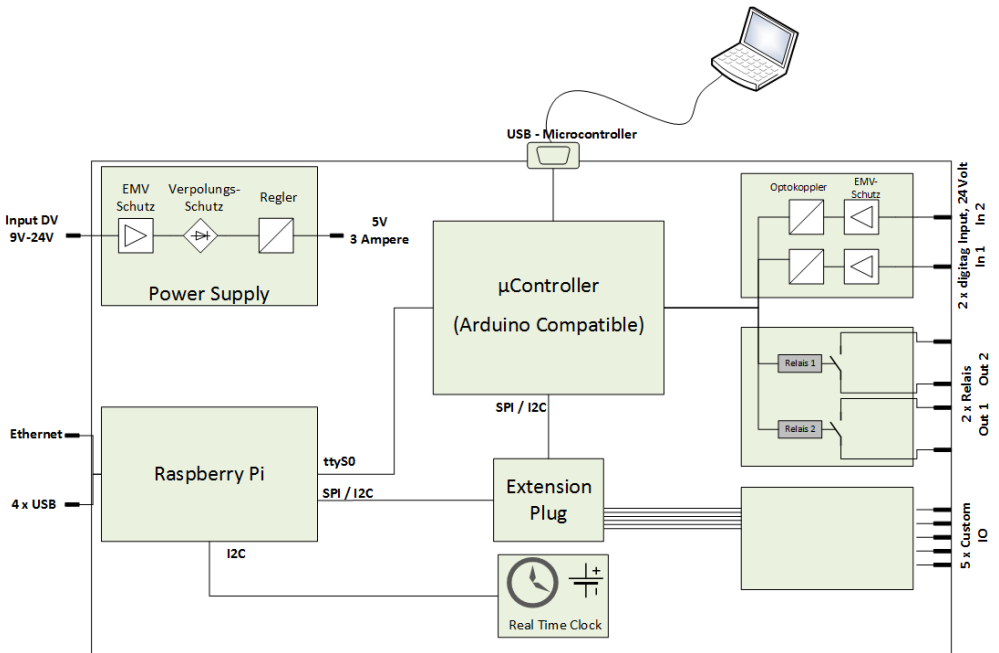 USB - Microcontroller
EMV
Schutz
Verpolungs-
Schutz
Regler
Input DV
9V-24V
5V
3 Ampere
Power Supply
µController
(Arduino Compatible)
SPI / I2C
Optokoppler
EMV-
Schutz
2 x digitag Input, 24 Volt
In 1
In 2
Relais 1
Relais 2
2 x Relais
Out 1
Out 2
Ethernet
4 x USB
Raspberry Pi
ttyS0
SPI / I2C
I2C
Extension
Plug
Real Time Clock
+
-
5 x Custom
IO